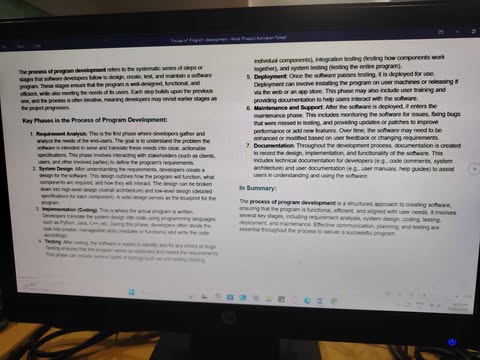 Process of Program development - Word (Product Activation Failed)
The process of program development refers to the systematic series of steps or
stages that software developers follow to design, create, test, and maintain a software
program. These stages ensure that the program is well-designed, functional, and
efficient, while also meeting the needs of its users. Each step builds upon the previous
one, and the process is often iterative, meaning developers may revisit earlier stages as
the project progresses.
Key Phases in the Process of Program Development:
1. Requirement Analysis: This is the first phase where developers gather and
analyze the needs of the end-users. The goal is to understand the problem the
software is intended to solve and translate these needs into clear, actionable
specifications. This phase involves interacting with stakeholders (such as clients,
users, and other involved parties) to define the program's requirements.
2. System Design: After understanding the requirements, developers create a
design for the software. This design outlines how the program will function, what
components are required, and how they will interact. The design can be broken
down into high-level design (overall architecture) and low-level design (detailed
specifications for each component). A solid design serves as the blueprint for the
program.
3. Implementation (Coding): This is where the actual program is written.
Developers translate the system design into code using programming languages
such as Python, Java, C++, etc. During this phase, developers often divide the
task into smaller, manageable units (modules or functions) and write the code
accordingly.
4. Testing: After coding, the software is tested to identify and fix any errors or bugs.
Testing ensures that the program works as expected and meets the requirements.
This phase can include various types of testing such as unit testing (testing
individual components), integration testing (testing how components work
together), and system testing (testing the entire program).
5. Deployment: Once the software passes testing, it is deployed for use.
Deployment can involve installing the program on user machines or releasing it
via the web or an app store. This phase may also include user training and
providing documentation to help users interact with the software.
6. Maintenance and Support: After the software is deployed, it enters the
maintenance phase. This includes monitoring the software for issues, fixing bugs
that were missed in testing, and providing updates or patches to improve
performance or add new features. Over time, the software may need to be
enhanced or modified based on user feedback or changing requirements.
7. Documentation: Throughout the development process, documentation is created
to record the design, implementation, and functionality of the software. This
includes technical documentation for developers (e.g., code comments, system
architecture) and user documentation (e.g., user manuals, help guides) to assist
users in understanding and using the software.
In Summary:
The process of program development is a structured approach to creating software,
ensuring that the program is functional, efficient, and aligned with user needs. It involves
several key stages, including requirement analysis, system design, coding, testing,
deployment, and maintenance. Effective communication, planning, and testing are
essential throughout the process to deliver a successful program.
hp